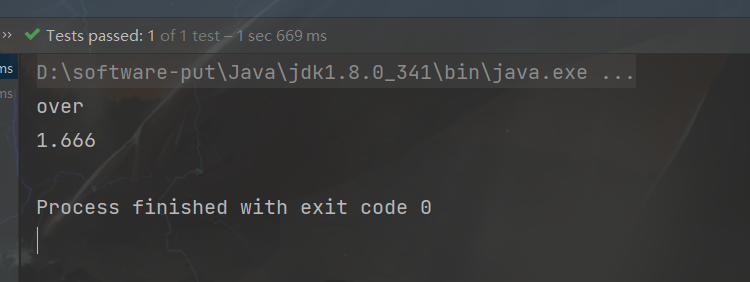 >> Tests passed: 1 of 1 test – 1 sec 669 ms
ms
D:\software-put\Java\jdk1.8.0_341\bin\java.exe ...
ms
over
1.666
Process finished with exit code 0